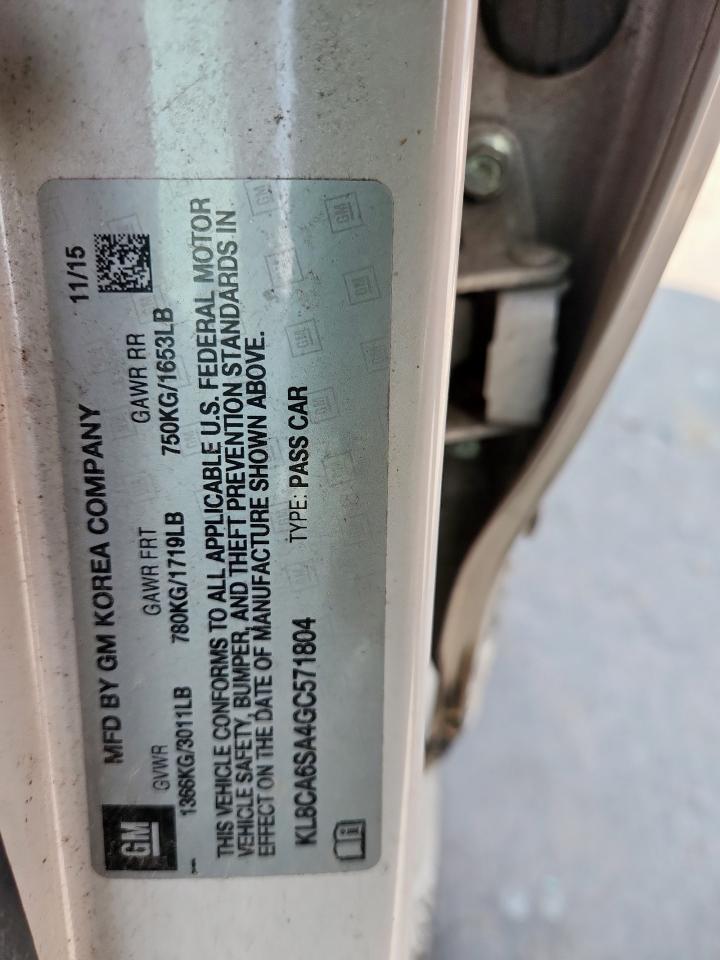 MFD BY GM KOREA COMPANY 11/15
GVWR GAWR FRT GAWR RR
1366KG/3011LB 780KG/1719LB 750KG/1653LB
THIS VEHICLE CONFORMS TO ALL APPLICABLE U.S. FEDERAL MOTOR
VEHICLE SAFETY, BUMPER, AND THEFT PREVENTION STANDARDS IN
EFFECT ON THE DATE OF MANUFACTURE SHOWN ABOVE.
KL8CA6SA4GC571804 TYPE: PASS CAR
GM